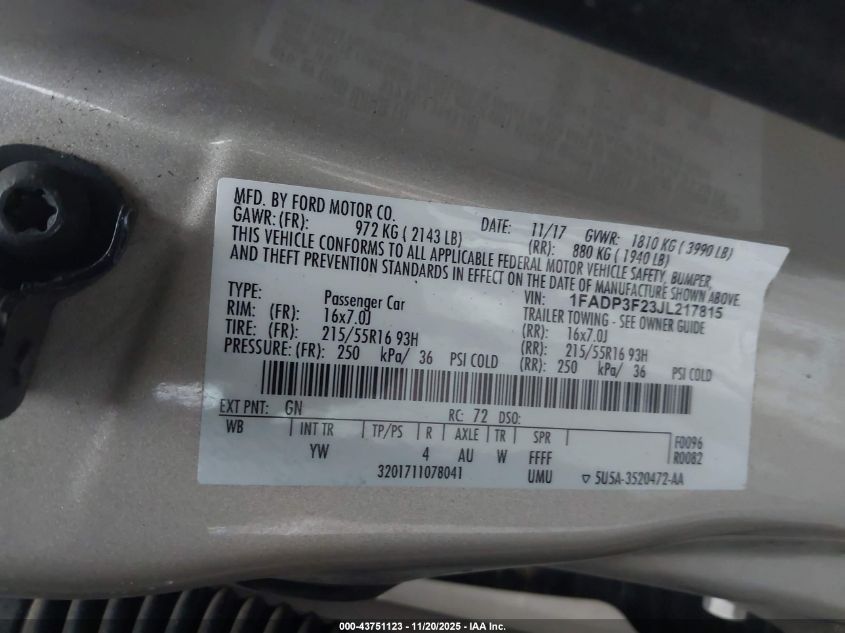 MFD. BY FORD MOTOR CO. DATE: 11/17 GVWR: 1810 KG ( 3990 LB)
GAWR: (FR): 972 KG ( 2143 LB) (RR): 880 KG ( 1940 LB)
THIS VEHICLE CONFORMS TO ALL APPLICABLE FEDERAL MOTOR VEHICLE SAFETY, BUMPER,
AND THEFT PREVENTION STANDARDS IN EFFECT ON THE DATE OF MANUFACTURE SHOWN ABOVE.
VIN: 1FADP3F23JL217815
TYPE: Passenger Car TRAILER TOWING - SEE OWNER GUIDE
RIM: (FR): 16x7.0J (RR): 16x7.0J
TIRE: (FR): 215/55R16 93H (RR): 215/55R16 93H
PRESSURE: (FR): 250 kPa/ 36 PSI COLD (RR): 250 kPa/ 36 PSI COLD
EXT PNT: GN RC: 72 DSO:
WB INT TR TP/PS R AXLE TR SPR F0096
YW 4 AU W FFFF R0082
3201711078041 UMU ▽ 5U5A-3520472-AA
000-43751123 - 11/20/2025 - IAA Inc.